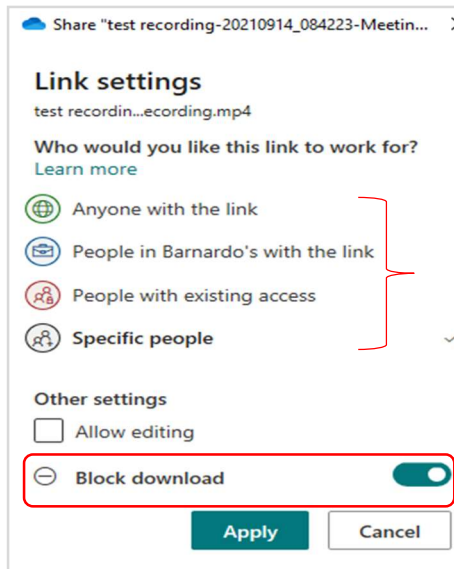 Share "test recording-20210914_084223-Meetin...
Link settings
test recordin...ecording.mp4
Who would you like this link to work for?
Learn more
Anyone with the link
People in Barnardo's with the link
People with existing access
Specific people
Other settings
Allow editing
Block download
Apply Cancel